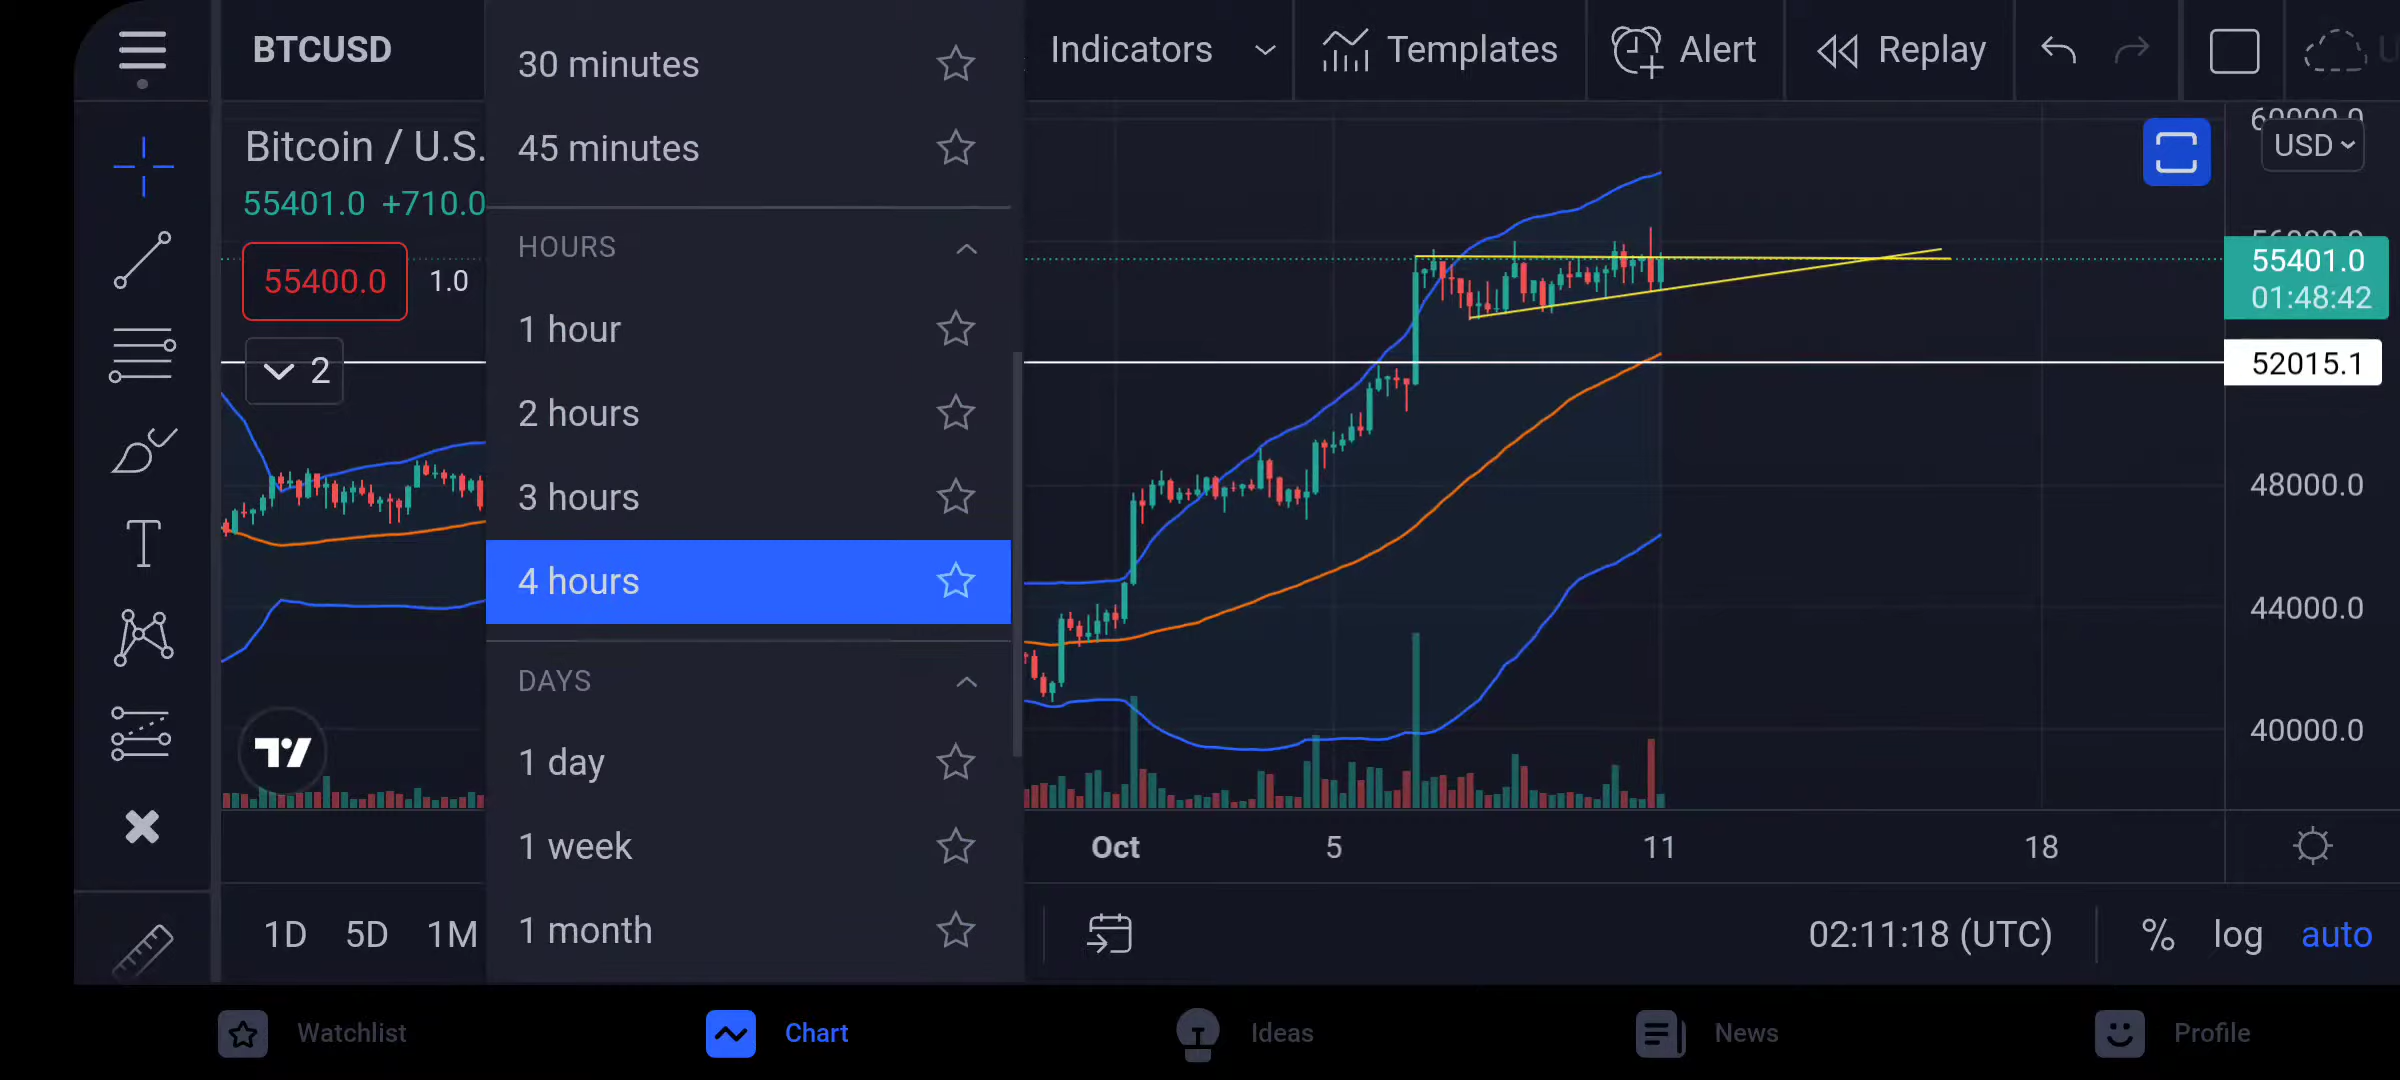 BTCUSD
30 minutes
Indicators
Templates
Alert
Replay
45 minutes
Bitcoin / U.S.
USD
55401.0 +710.0
HOURS
55400.0
1.0
55401.0
01:48:42
1 hour
2
52015.1
2 hours
3 hours
48000.0
4 hours
44000.0
DAYS
40000.0
1 day
1 week
Oct
5
11
18
1D
5D
1M
1 month
02:11:18 (UTC)
%
log
auto
Watchlist
Chart
Ideas
News
Profile